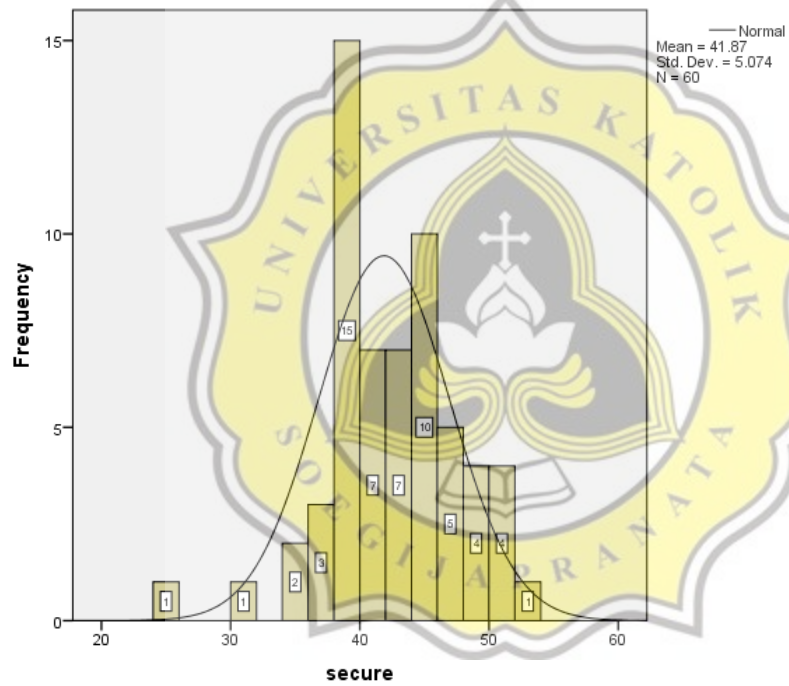 Normal
Mean = 41.87
Std. Dev. = 5.074
N = 60
15
10
5
0
Frequency
1
1
2
3
15
7
7
10
5
4
4
1
20
30
40
50
60
secure
UNIVERSITAS KATOLIK
SOEGIJAPRANATA